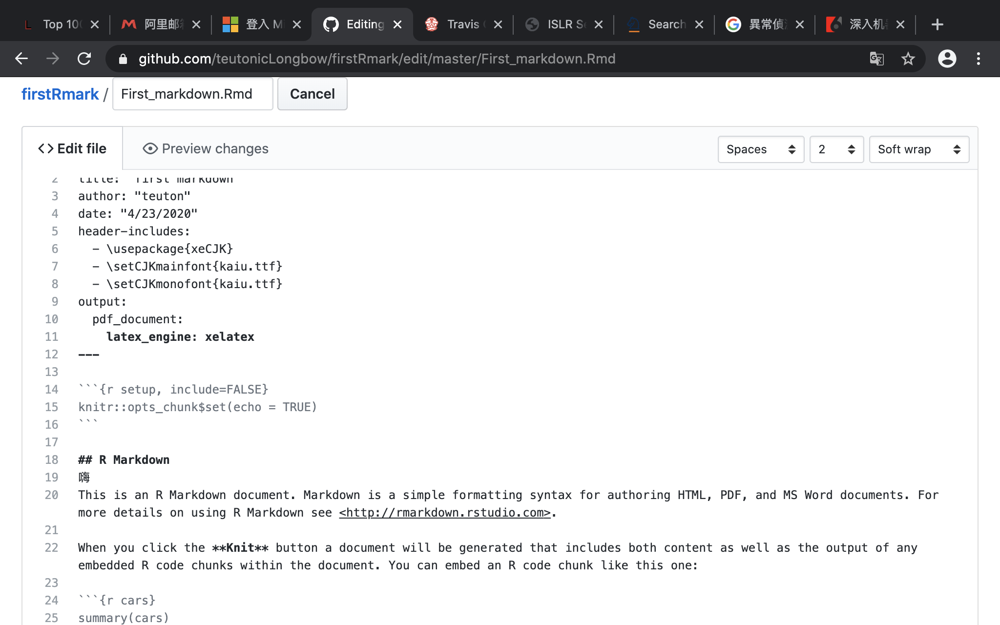 Top 10
阿里邮
登入 M
Editing
Travis
ISLR S
Search
異常偵
深入机
github.com/teutonicLongbow/firstRmark/edit/master/First_markdown.Rmd
firstRmark / First_markdown.Rmd Cancel
<> Edit file Preview changes Spaces 2 Soft wrap
2 title: "first markdown"
3 author: "teuton"
4 date: "4/23/2020"
5 header-includes:
6 - \usepackage{xeCJK}
7 - \setCJKmainfont{kaiu.ttf}
8 - \setCJKmonofont{kaiu.ttf}
9 output:
10 pdf_document:
11 latex_engine: xelatex
12 ---
13
14 ```{r setup, include=FALSE}
15 knitr::opts_chunk$set(echo = TRUE)
16 ```
17
18 ## R Markdown
19 嗨
20 This is an R Markdown document. Markdown is a simple formatting syntax for authoring HTML, PDF, and MS Word documents. For
more details on using R Markdown see <http://rmarkdown.rstudio.com>.
21
22 When you click the **Knit** button a document will be generated that includes both content as well as the output of any
embedded R code chunks within the document. You can embed an R code chunk like this one:
23
24 ```{r cars}
25 summary(cars)